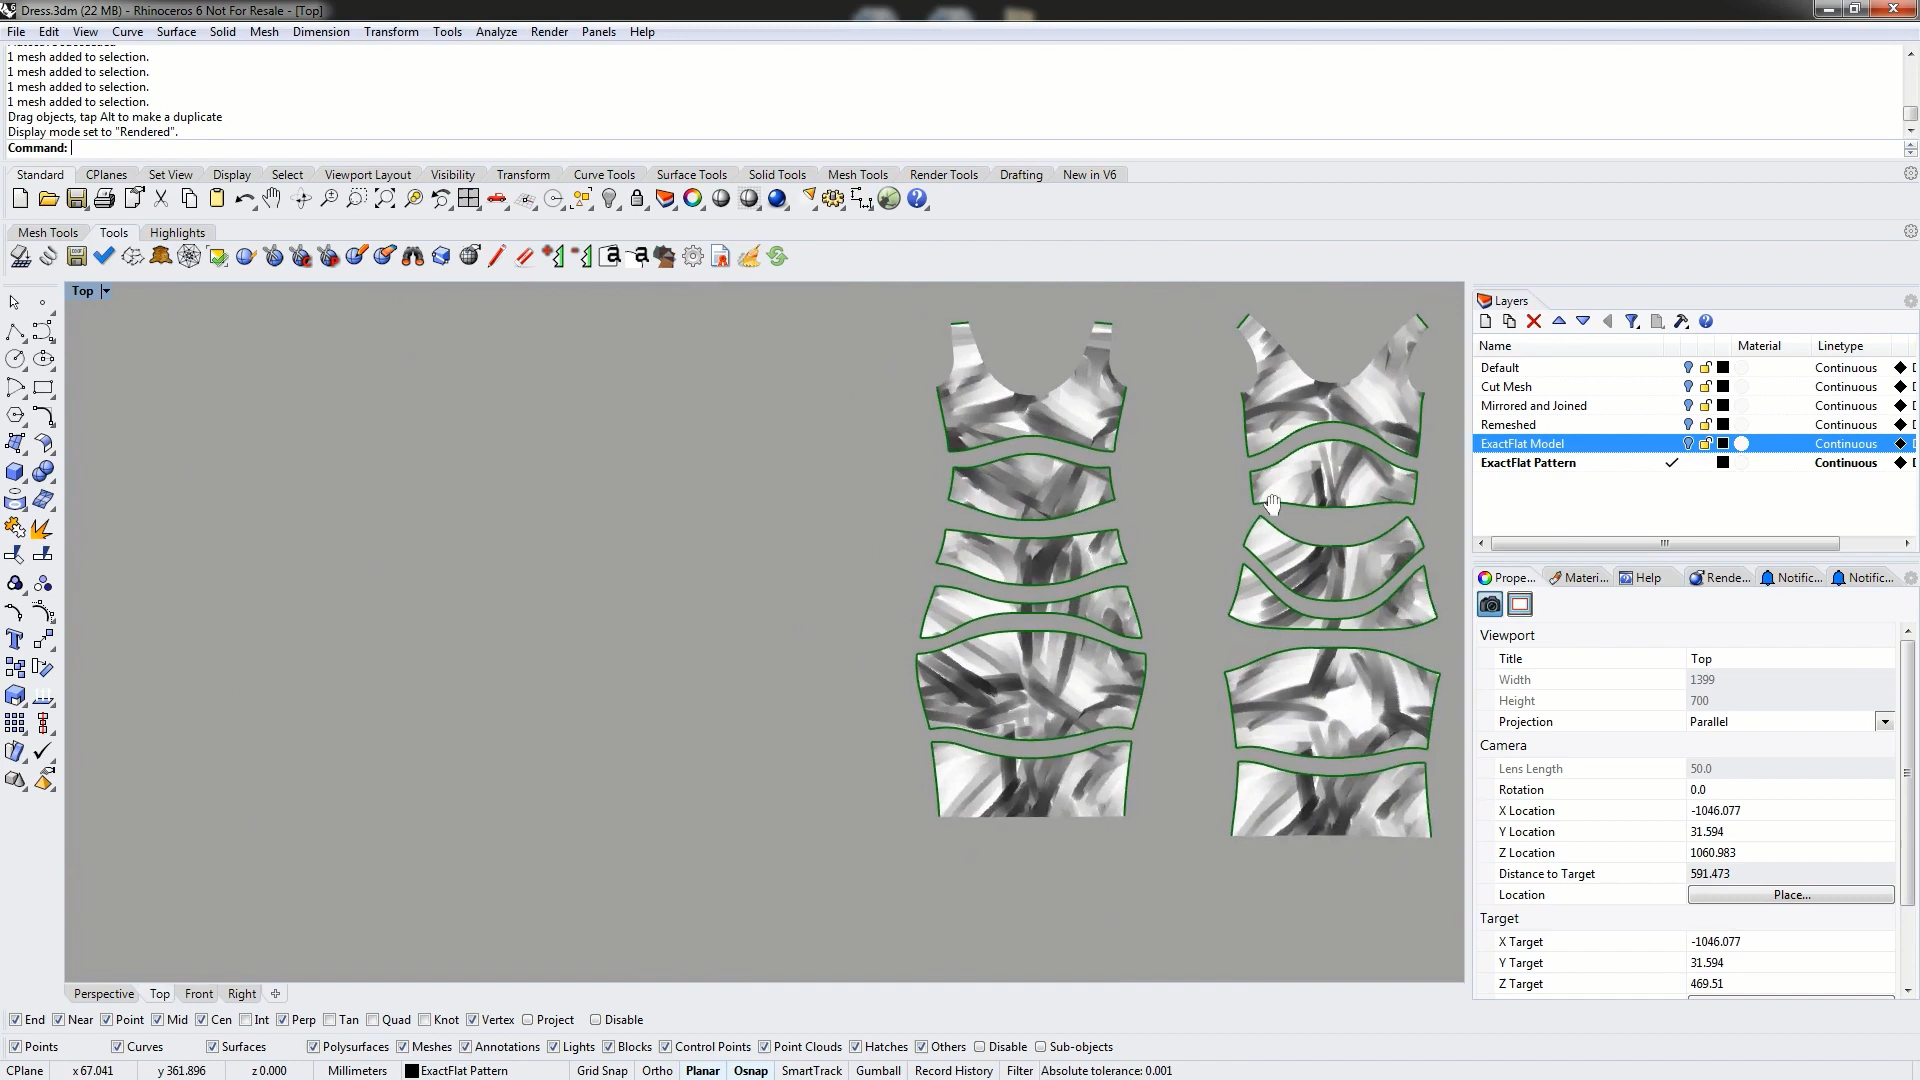 Dress.3dm (22 MB) - Rhinoceros 6 Not For Resale - [Top]
File Edit View Curve Surface Solid Mesh Dimension Transform Tools Analyze Render Panels Help
1 mesh added to selection.
1 mesh added to selection.
1 mesh added to selection.
1 mesh added to selection.
Drag objects, tap Alt to make a duplicate
Display mode set to "Rendered".
Command:
Standard CPlanes Set View Display Select Viewport Layout Visibility Transform Curve Tools Surface Tools Solid Tools Mesh Tools Render Tools Drafting New in V6
Mesh Tools Tools Highlights
Top
Layers
Name Material Linetype
Default Continuous
Cut Mesh Continuous
Mirrored and Joined Continuous
Remeshed Continuous
ExactFlat Model Continuous
ExactFlat Pattern Continuous
Prope... Materi... Help Rende... Notific... Notific...
Viewport
Title Top
Width 1399
Height 700
Projection Parallel
Camera
Lens Length 50.0
Rotation 0.0
X Location -1046.077
Y Location 31.594
Z Location 1060.983
Distance to Target 591.473
Location Place...
Target
X Target -1046.077
Y Target 31.594
Z Target 469.51
Perspective Top Front Right
End Near Point Mid Cen Int Perp Tan Quad Knot Vertex Project Disable
Points Curves Surfaces Polysurfaces Meshes Annotations Lights Blocks Control Points Point Clouds Hatches Others Disable Sub-objects
CPlane x 67.041 y 361.896 z 0.000 Millimeters ExactFlat Pattern Grid Snap Ortho Planar Osnap SmartTrack Gumball Record History Filter Absolute tolerance: 0.001